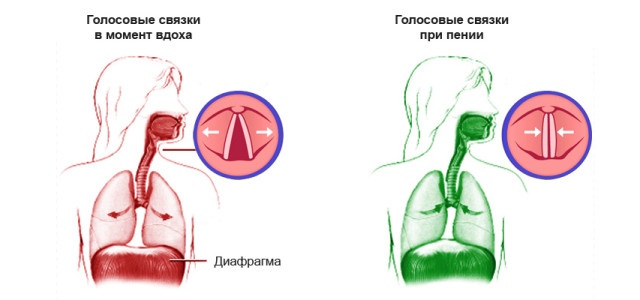 Голосовые связки
в момент вдоха
Голосовые связки
при пении
Диафрагма